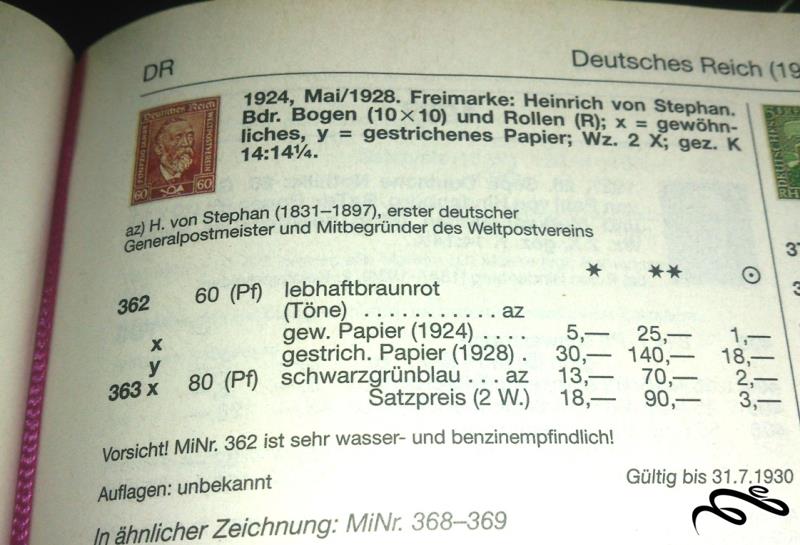 DR
Deutsches Reich (19
Deutsches Reich
FÜNFZIG JAHRE
WELTPOSTVEREIN
60 60
1924, Mai/1928. Freimarke: Heinrich von Stephan.
Bdr. Bogen (10×10) und Rollen (R); x = gewöhn-
liches, y = gestrichenes Papier; Wz. 2 X; gez. K
14:14¼.
az) H. von Stephan (1831–1897), erster deutscher
Generalpostmeister und Mitbegründer des Weltpostvereins
★ ★★ ⊙
362 60 (Pf) lebhaftbraunrot
(Töne) . . . . . . . . . . . az
x gew. Papier (1924) . . . . 5,— 25,— 1,—
y gestrich. Papier (1928) . 30,— 140,— 18,—
363 x 80 (Pf) schwarzgrünblau . . . az 13,— 70,— 2,—
Satzpreis (2 W.) 18,— 90,— 3,—
Vorsicht! MiNr. 362 ist sehr wasser- und benzinempfindlich!
Auflagen: unbekannt
Gültig bis 31.7.1930
In ähnlicher Zeichnung: MiNr. 368–369